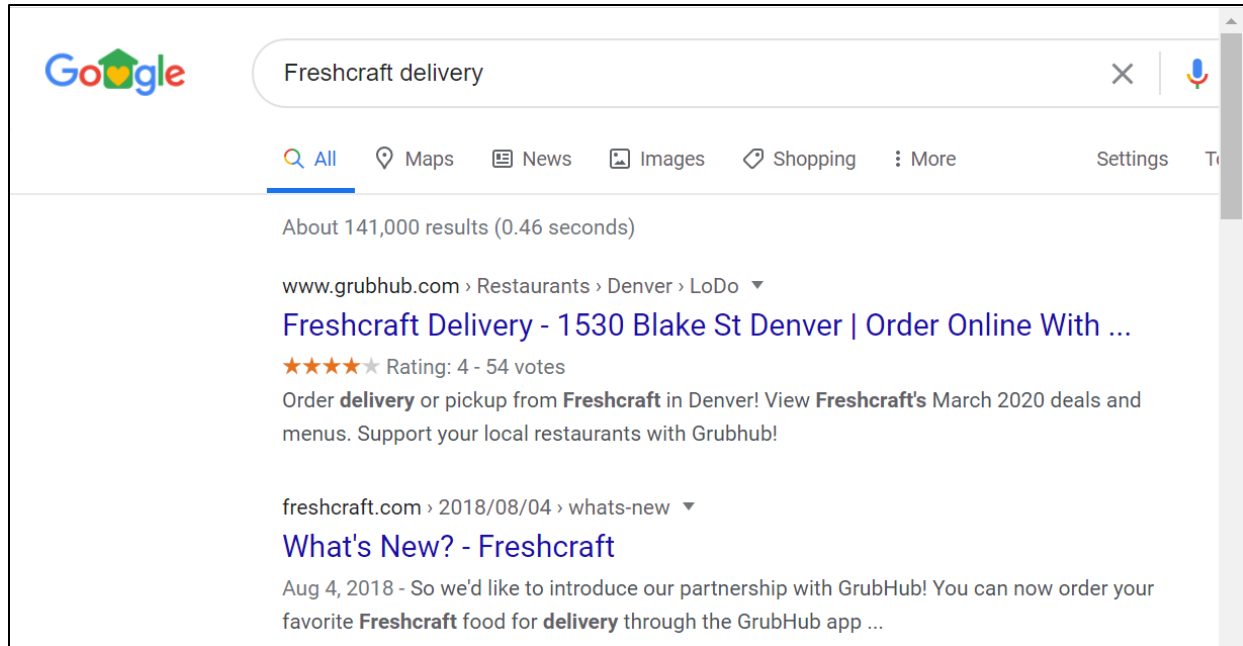 Google
Freshcraft delivery
All Maps News Images Shopping More Settings
About 141,000 results (0.46 seconds)
www.grubhub.com › Restaurants › Denver › LoDo
Freshcraft Delivery - 1530 Blake St Denver | Order Online With ...
Rating: 4 - 54 votes
Order delivery or pickup from Freshcraft in Denver! View Freshcraft's March 2020 deals and
menus. Support your local restaurants with Grubhub!
freshcraft.com › 2018/08/04 › whats-new
What's New? - Freshcraft
Aug 4, 2018 - So we'd like to introduce our partnership with GrubHub! You can now order your
favorite Freshcraft food for delivery through the GrubHub app ...